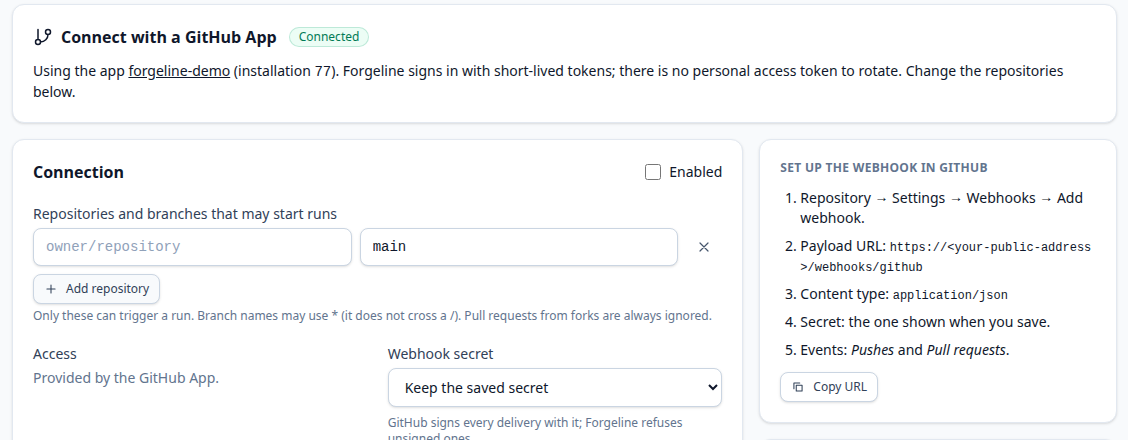 Connect with a GitHub App
Connected
Using the app forgeline-demo (installation 77). Forgeline signs in with short-lived tokens; there is no personal access token to rotate. Change the repositories
below.
Connection
Enabled
Repositories and branches that may start runs
owner/repository
main
Add repository
Only these can trigger a run. Branch names may use * (it does not cross a /). Pull requests from forks are always ignored.
Access
Provided by the GitHub App.
Webhook secret
Keep the saved secret
GitHub signs every delivery with it; Forgeline refuses
unsigned ones.
SET UP THE WEBHOOK IN GITHUB
1. Repository → Settings → Webhooks → Add
webhook.
2. Payload URL: https://<your-public-address
>/webhooks/github
3. Content type: application/json
4. Secret: the one shown when you save.
5. Events: Pushes and Pull requests.
Copy URL